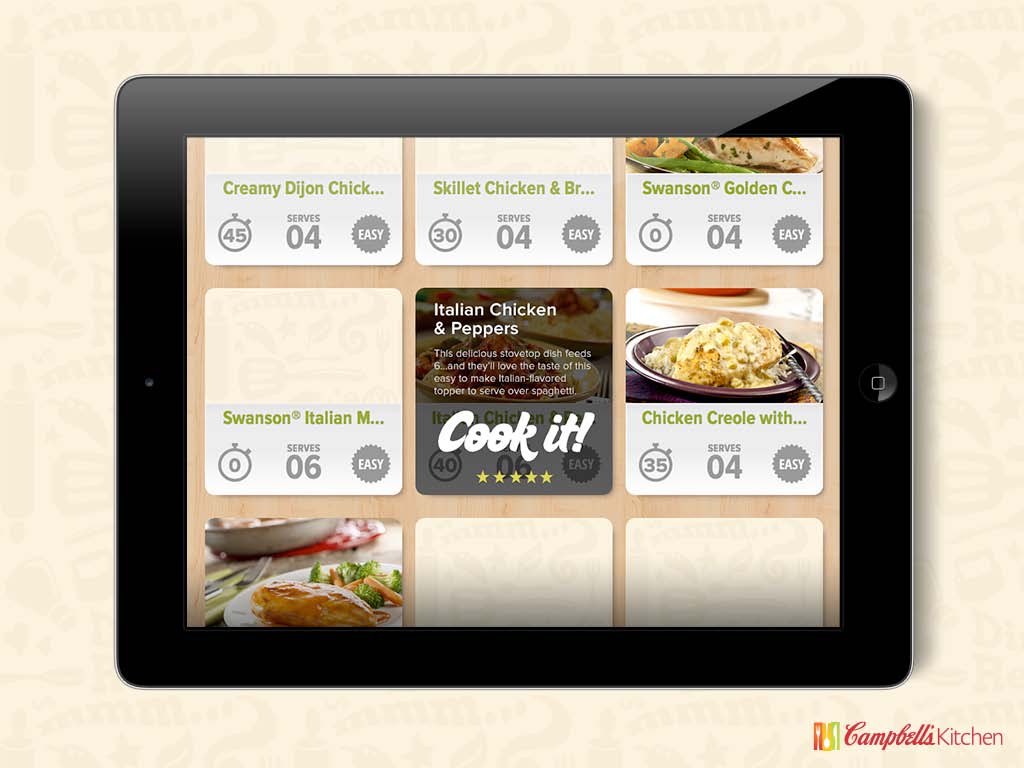 Creamy Dijon Chick...
Skillet Chicken & Br...
Swanson® Golden C...
45
SERVES
04
EASY
30
SERVES
04
EASY
0
SERVES
04
EASY
Italian Chicken
& Peppers
This delicious stovetop dish feeds
6...and they'll love the taste of this
easy to make Italian-flavored
topper to serve over spaghetti.
Swanson® Italian M...
Italian Chicken &
Cook it!
Chicken Creole with...
0
SERVES
06
EASY
40
06
EASY
35
SERVES
04
EASY
Campbell's Kitchen